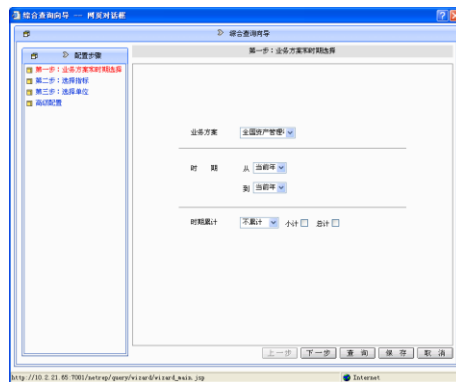 综合查询向导 -- 网页对话框
综合查询向导
配置步骤
第一步：业务方案和时期选择
第一步：业务方案和时期选择
第二步：选择指标
第三步：选择单位
高级配置
业务方案 全国资产管理
时 期 从 当前年
到 当前年
时期累计 不累计 小计 总计
上一步 下一步 查 询 保 存 取 消
http://10.2.21.65:7001/netrep/query/wizard/wizard_main.jsp Internet